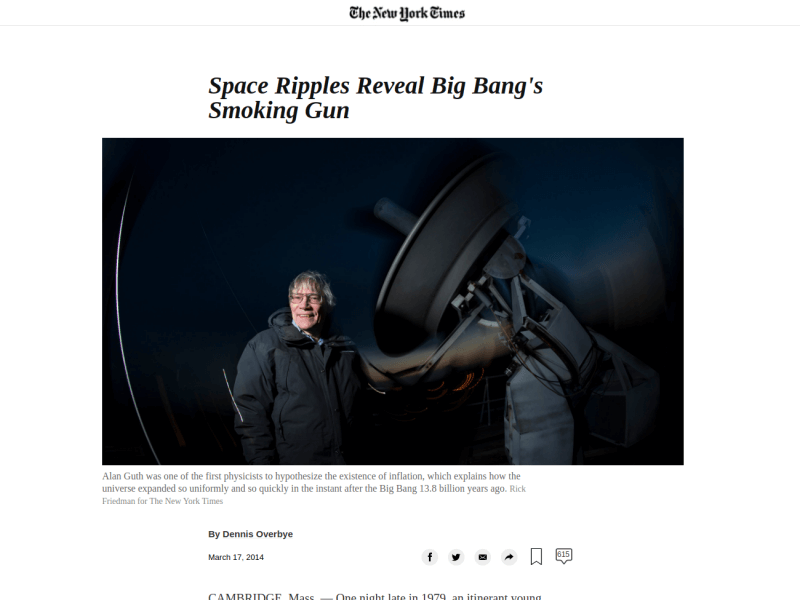 The New York Times
Space Ripples Reveal Big Bang's
Smoking Gun
Alan Guth was one of the first physicists to hypothesize the existence of inflation, which explains how the
universe expanded so uniformly and so quickly in the instant after the Big Bang 13.8 billion years ago. Rick
Friedman for The New York Times
By Dennis Overbye
March 17, 2014
615
CAMBRIDGE, Mass. — One night late in 1979, an itinerant young